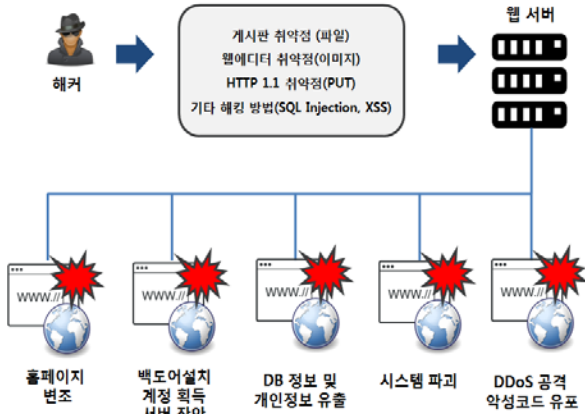 웹 서버
게시판 취약점 (파일)
웹에디터 취약점(이미지)
HTTP 1.1 취약점(PUT)
기타 해킹 방법(SQL Injection, XSS)
해커
WWW.//
WWW.//
WWW.//
WWW.//
WWW.//
홈페이지
변조
백도어설치
계정 획득
서버 장악
DB 정보 및
개인정보 유출
시스템 파괴
DDoS 공격
악성코드 유포